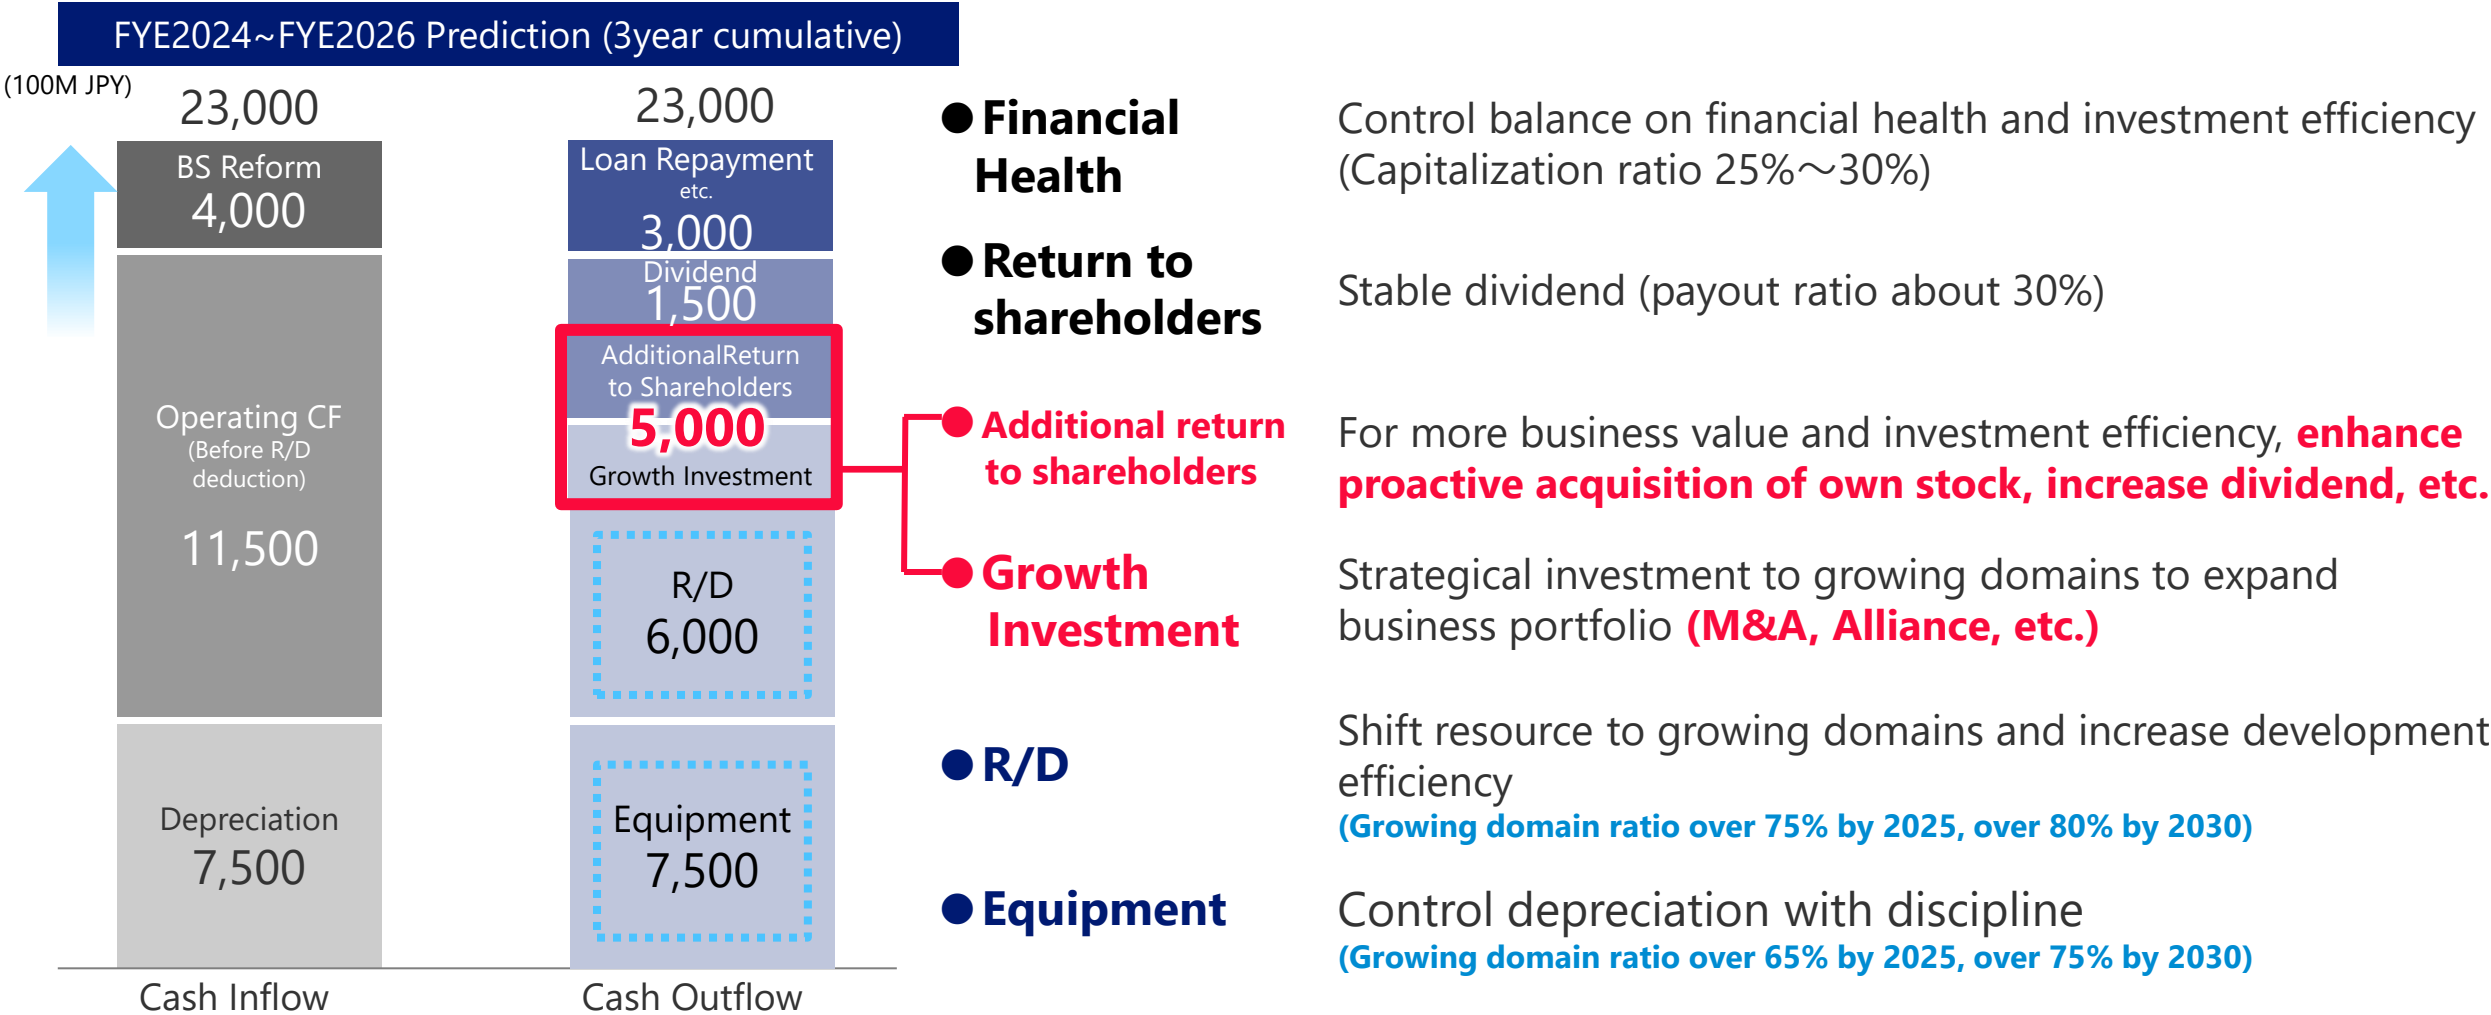 FYE2024~FYE2026 Prediction (3year cumulative)
(100M JPY)
23,000
BS Reform
4,000
Operating CF
(Before R/D
deduction)
11,500
Depreciation
7,500
Cash Inflow
23,000
Loan Repayment
etc.
3,000
Dividend
1,500
AdditionalReturn
to Shareholders
5,000
Growth Investment
R/D
6,000
Equipment
7,500
Cash Outflow
●Financial
Health
Control balance on financial health and investment efficiency
(Capitalization ratio 25%～30%)
●Return to
shareholders
Stable dividend (payout ratio about 30%)
●Additional return
to shareholders
For more business value and investment efficiency, enhance
proactive acquisition of own stock, increase dividend, etc.
●Growth
Investment
Strategical investment to growing domains to expand
business portfolio (M&A, Alliance, etc.)
●R/D
Shift resource to growing domains and increase development
efficiency
(Growing domain ratio over 75% by 2025, over 80% by 2030)
●Equipment
Control depreciation with discipline
(Growing domain ratio over 65% by 2025, over 75% by 2030)